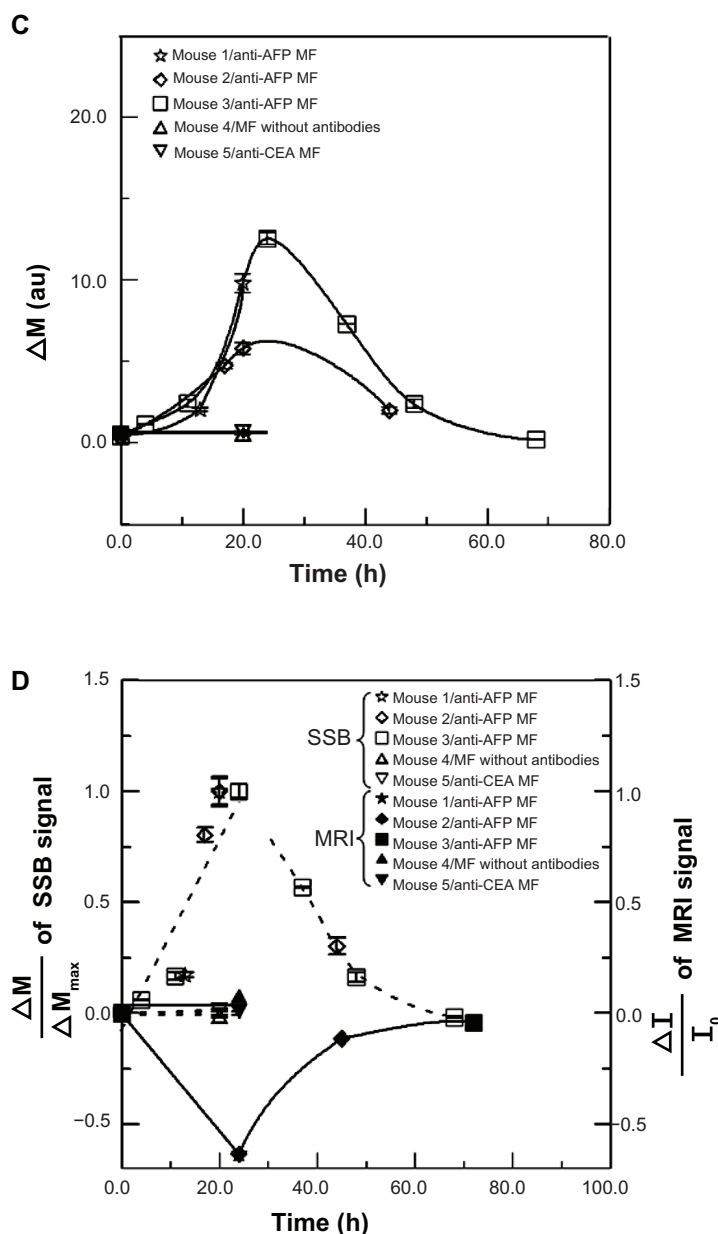 C
Mouse 1/anti-AFP MF
Mouse 2/anti-AFP MF
Mouse 3/anti-AFP MF
Mouse 4/MF without antibodies
Mouse 5/anti-CEA MF
20.0
10.0
0.0
△M (au)
0.0 20.0 40.0 60.0 80.0
Time (h)
D
1.5
1.0
0.5
0.0
−0.5
△M / △Mmax of SSB signal
SSB
Mouse 1/anti-AFP MF
Mouse 2/anti-AFP MF
Mouse 3/anti-AFP MF
Mouse 4/MF without antibodies
Mouse 5/anti-CEA MF
MRI
Mouse 1/anti-AFP MF
Mouse 2/anti-AFP MF
Mouse 3/anti-AFP MF
Mouse 4/MF without antibodies
Mouse 5/anti-CEA MF
1.5
1.0
0.5
0.0
−0.5
△I / I0 of MRI signal
0.0 20.0 40.0 60.0 80.0 100.0
Time (h)